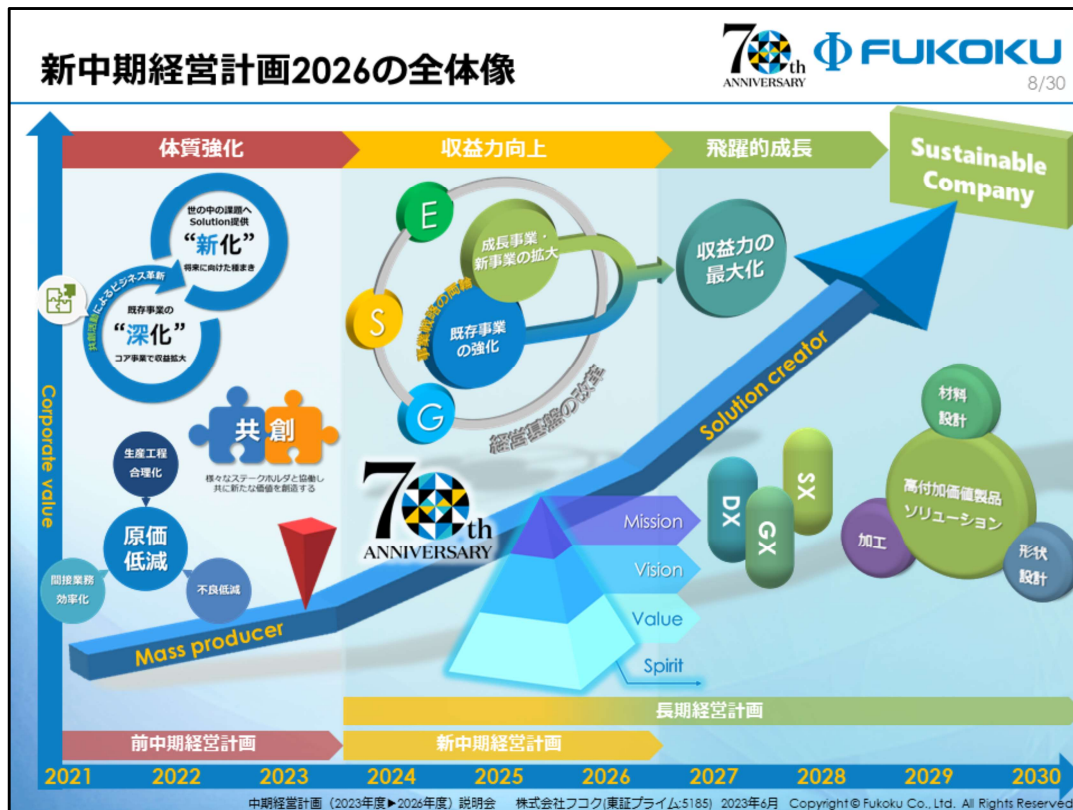 新中期経営計画2026の全体像
70th
ANNIVERSARY
FUKOKU
8/30
体質強化
収益力向上
飛躍的成長
Sustainable
Company
世の中の課題へ
Solution提供
“新化”
将来に向けた種まき
共創活動によるビジネス革新
既存事業の
“深化”
コア事業で収益拡大
E
S
G
成長事業・
新事業の拡大
事業戦略の両輪
既存事業
の強化
経営基盤の改革
収益力の
最大化
Corporate value
共創
様々なステークホルダと協働し
共に新たな価値を創造する
生産工程
合理化
原価
低減
間接業務
効率化
不良低減
70th
ANNIVERSARY
Mass producer
Solution creator
Mission
Vision
Value
Spirit
DX
GX
SX
材料
設計
高付加価値製品
ソリューション
加工
形状
設計
長期経営計画
前中期経営計画
新中期経営計画
2021
2022
2023
2024
2025
2026
2027
2028
2029
2030
中期経営計画（2023年度▶2026年度）説明会 株式会社フコク(東証プライム:5185) 2023年6月 Copyright © Fukoku Co., Ltd. All Rights Reserved